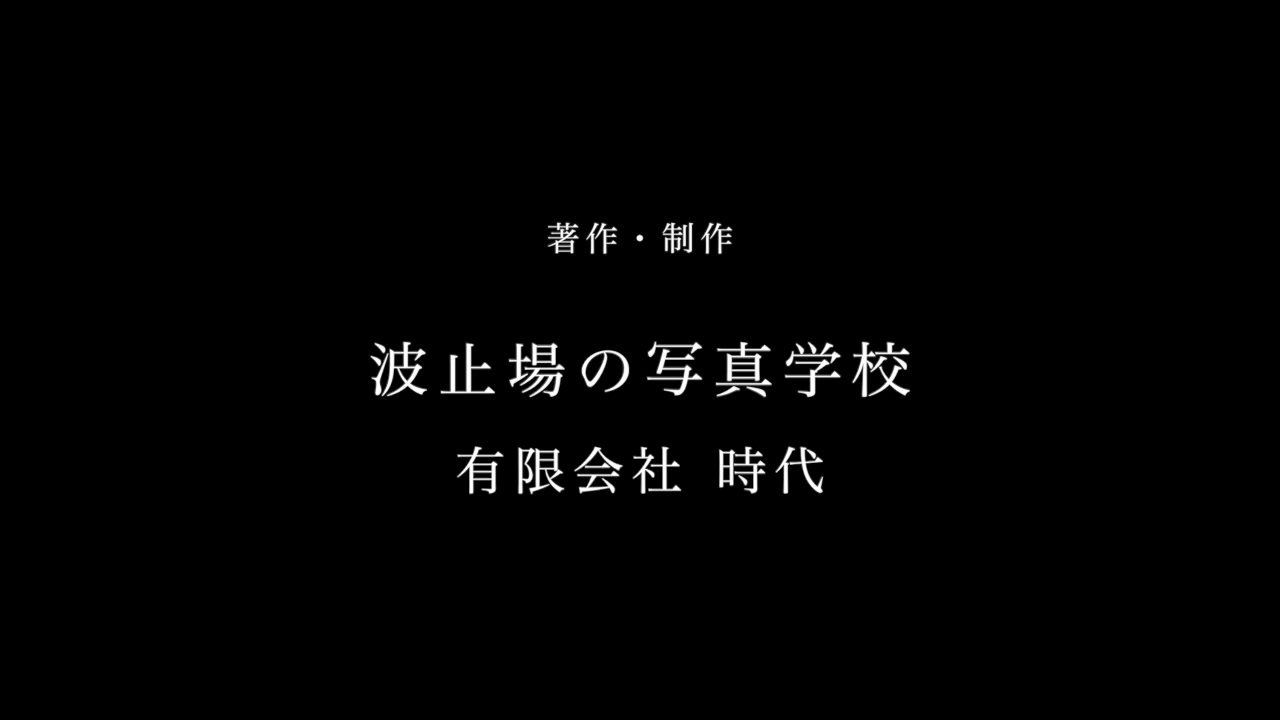 著作・制作
波止場の写真学校
有限会社 時代